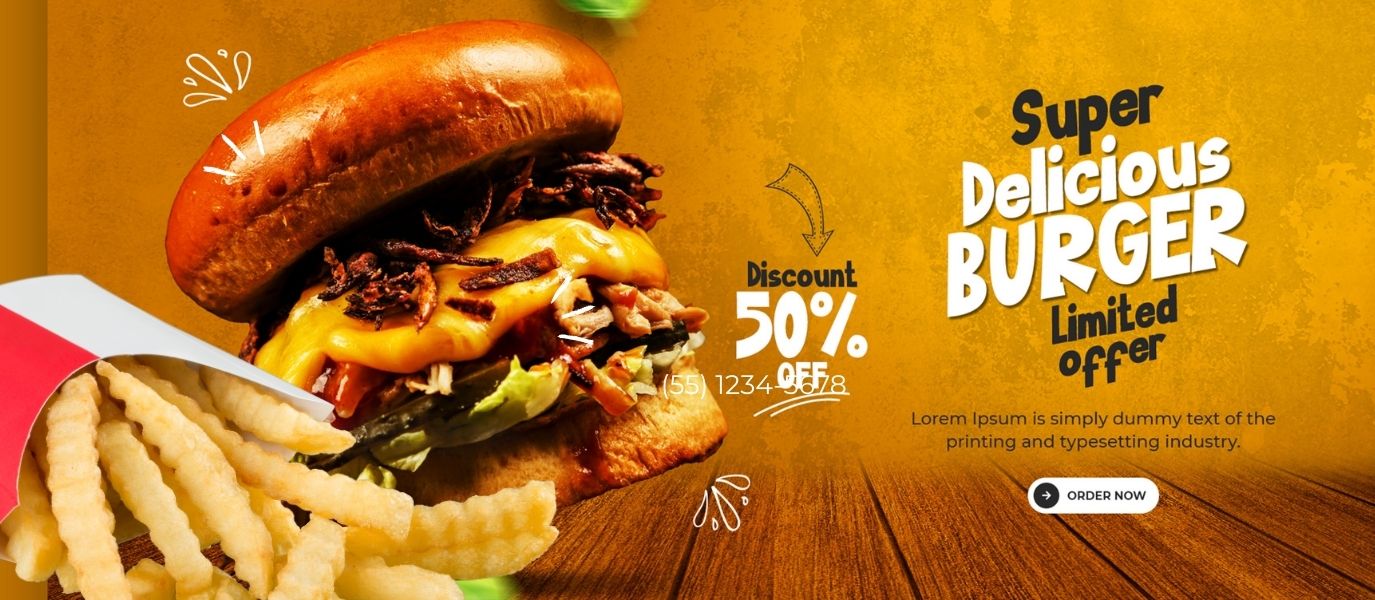 Super
Delicious
BURGER
Limited
offer
Discount
50%
OFF
(55) 1234-5678
Lorem Ipsum is simply dummy text of the
printing and typesetting industry.
ORDER NOW